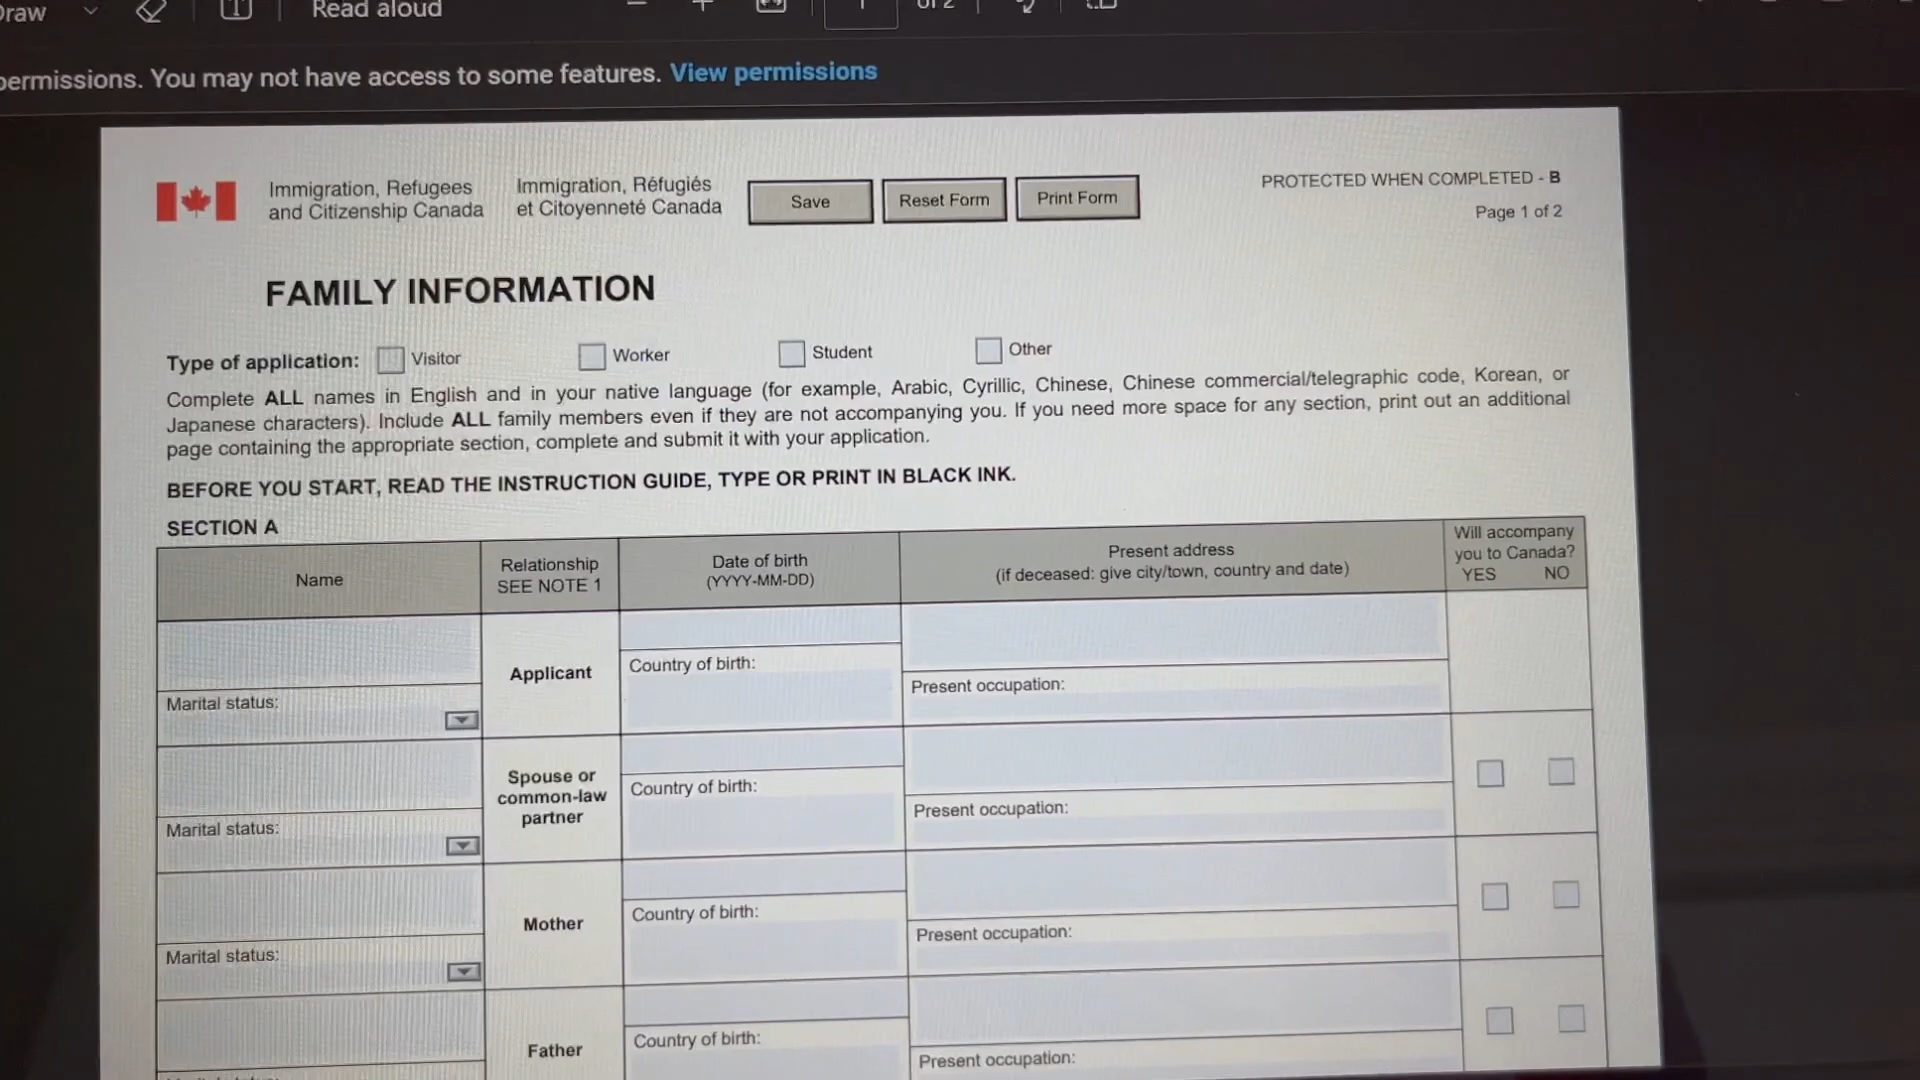 Draw
Read aloud
permissions. You may not have access to some features. View permissions
Immigration, Refugees
and Citizenship Canada
Immigration, Réfugiés
et Citoyenneté Canada
Save
Reset Form
Print Form
PROTECTED WHEN COMPLETED - B
Page 1 of 2
FAMILY INFORMATION
Type of application:
Visitor
Worker
Student
Other
Complete ALL names in English and in your native language (for example, Arabic, Cyrillic, Chinese, Chinese commercial/telegraphic code, Korean, or
Japanese characters). Include ALL family members even if they are not accompanying you. If you need more space for any section, print out an additional
page containing the appropriate section, complete and submit it with your application.
BEFORE YOU START, READ THE INSTRUCTION GUIDE, TYPE OR PRINT IN BLACK INK.
SECTION A
Name
Relationship
SEE NOTE 1
Date of birth
(YYYY-MM-DD)
Present address
(if deceased: give city/town, country and date)
Will accompany
you to Canada?
YES NO
Applicant
Country of birth:
Present occupation:
Marital status:
Spouse or
common-law
partner
Country of birth:
Present occupation:
Marital status:
Mother
Country of birth:
Present occupation:
Marital status:
Father
Country of birth:
Present occupation: